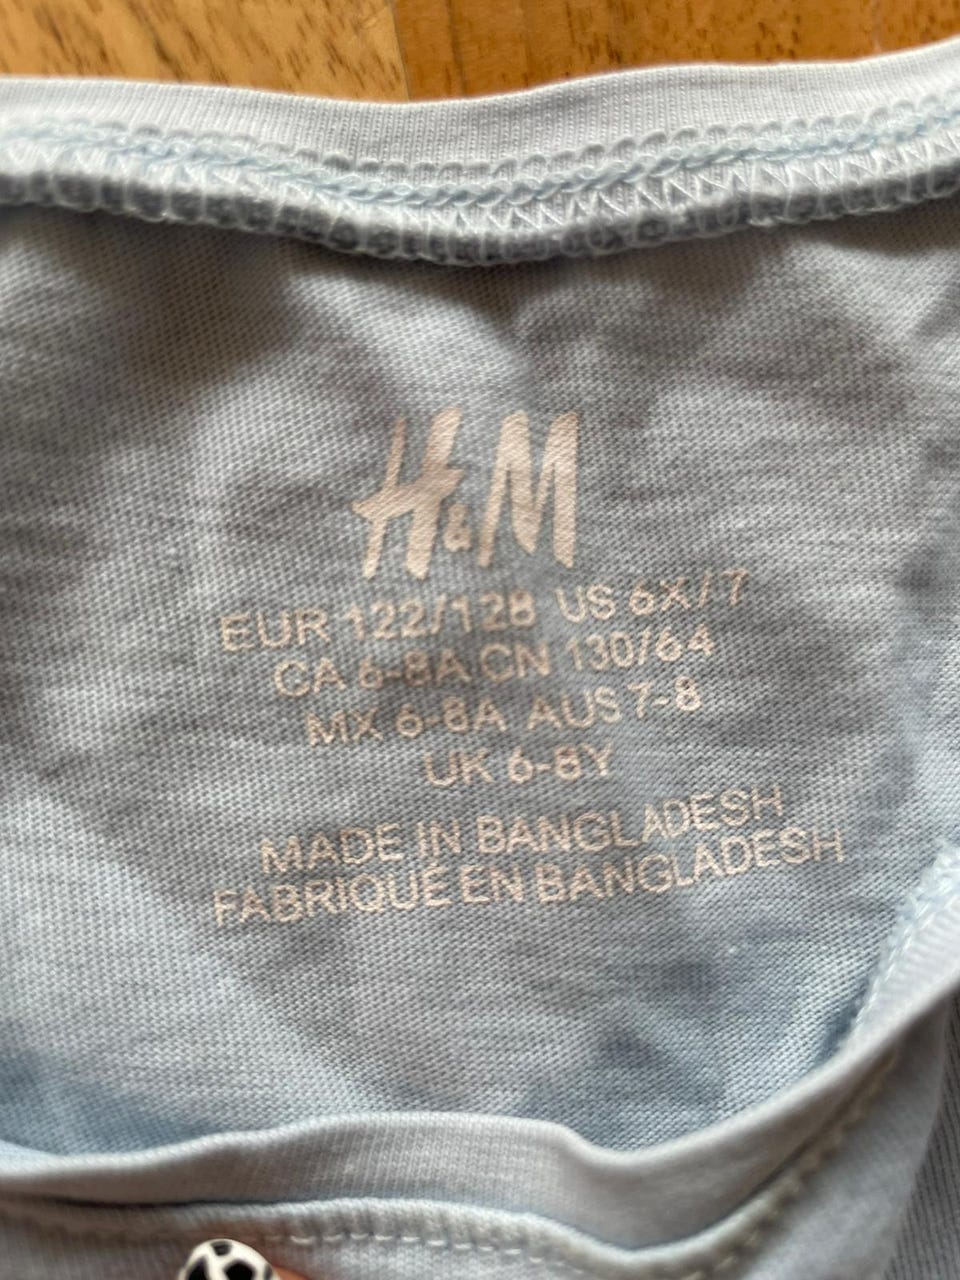 H&M
EUR 122/128 US 6X/7
CA 6-8A CN 130/64
MX 6-8A AUS 7-8
UK 6-8Y
MADE IN BANGLADESH
FABRIQUÉ EN BANGLADESH